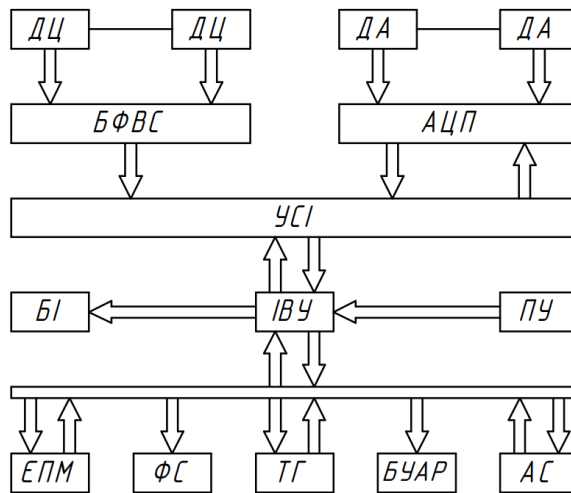 ДЦ ДЦ ДА ДА
БФВС АЦП
УСІ
БІ ІВУ ПУ
ЕПМ ФС ТГ БУАР АС